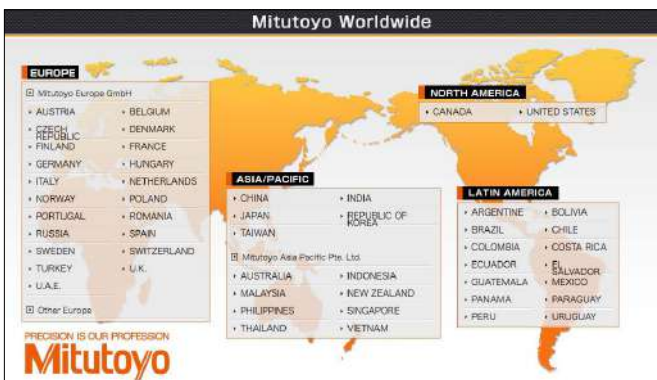 Mitutoyo Worldwide
EUROPE
Mitutoyo Europe GmbH
AUSTRIA
BELGIUM
CZECH
REPUBLIC
DENMARK
FINLAND
FRANCE
GERMANY
HUNGARY
ITALY
NETHERLANDS
NORWAY
POLAND
PORTUGAL
ROMANIA
RUSSIA
SPAIN
SWEDEN
SWITZERLAND
TURKEY
U.K.
U.A.E.
Other Europe
ASIA/PACIFIC
CHINA
INDIA
JAPAN
REPUBLIC OF
KOREA
TAIWAN
Mitutoyo Asia Pacific Pte. Ltd.
AUSTRALIA
INDONESIA
MALAYSIA
NEW ZEALAND
PHILIPPINES
SINGAPORE
THAILAND
VIETNAM
NORTH AMERICA
CANADA
UNITED STATES
LATIN AMERICA
ARGENTINE
BOLIVIA
BRAZIL
CHILE
COLOMBIA
COSTA RICA
ECUADOR
EL
SALVADOR
GUATEMALA
MEXICO
PANAMA
PARAGUAY
PERU
URUGUAY
PRECISION IS OUR PROFESSION
Mitutoyo